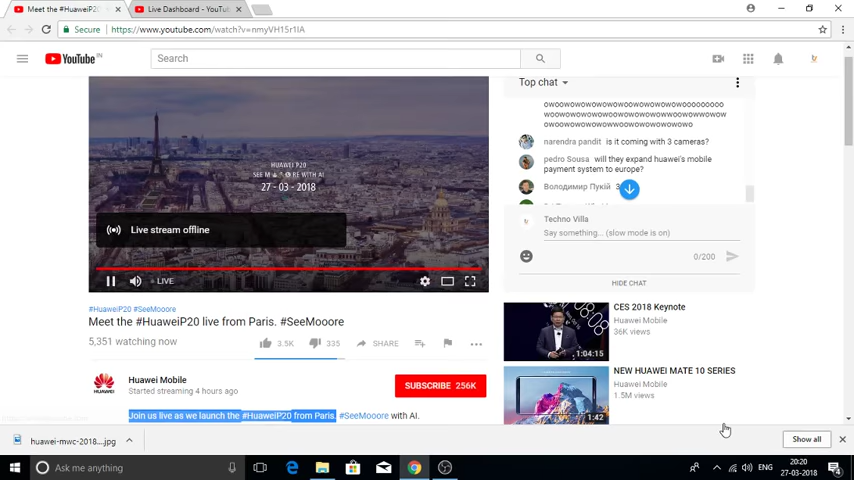 Meet the #HuaweiP20
Live Dashboard - YouTub
Secure
https://www.youtube.com/watch?v=nmyVH15r1IA
YouTube IN
Search
Top chat
owoowowowowowoowowowowooooooooo
wowowowowowowowowowowoowwowwow
owoowowowowowowoowowowowo
narendra pandit is it coming with 3 cameras?
pedro Sousa will they expand huawei's mobile
payment system to europe?
Володимир Пукій
HUAWEI P20
27 - 03 - 2018
Live stream offline
LIVE
Techno Villa
Say something... (slow mode is on)
0/200
HIDE CHAT
#HuaweiP20 #SeeMooore
Meet the #HuaweiP20 live from Paris. #SeeMooore
5,351 watching now
3.5K
335
SHARE
Huawei Mobile
Started streaming 4 hours ago
SUBSCRIBE 256K
Join us live as we launch the #HuaweiP20 from Paris. #SeeMooore with AI.
CES 2018 Keynote
Huawei Mobile
36K views
1:04:15
NEW HUAWEI MATE 10 SERIES
Huawei Mobile
1.5M views
1:42
huawei-mwc-2018....jpg
Show all
Ask me anything
ENG
20:20
27-03-2018
4